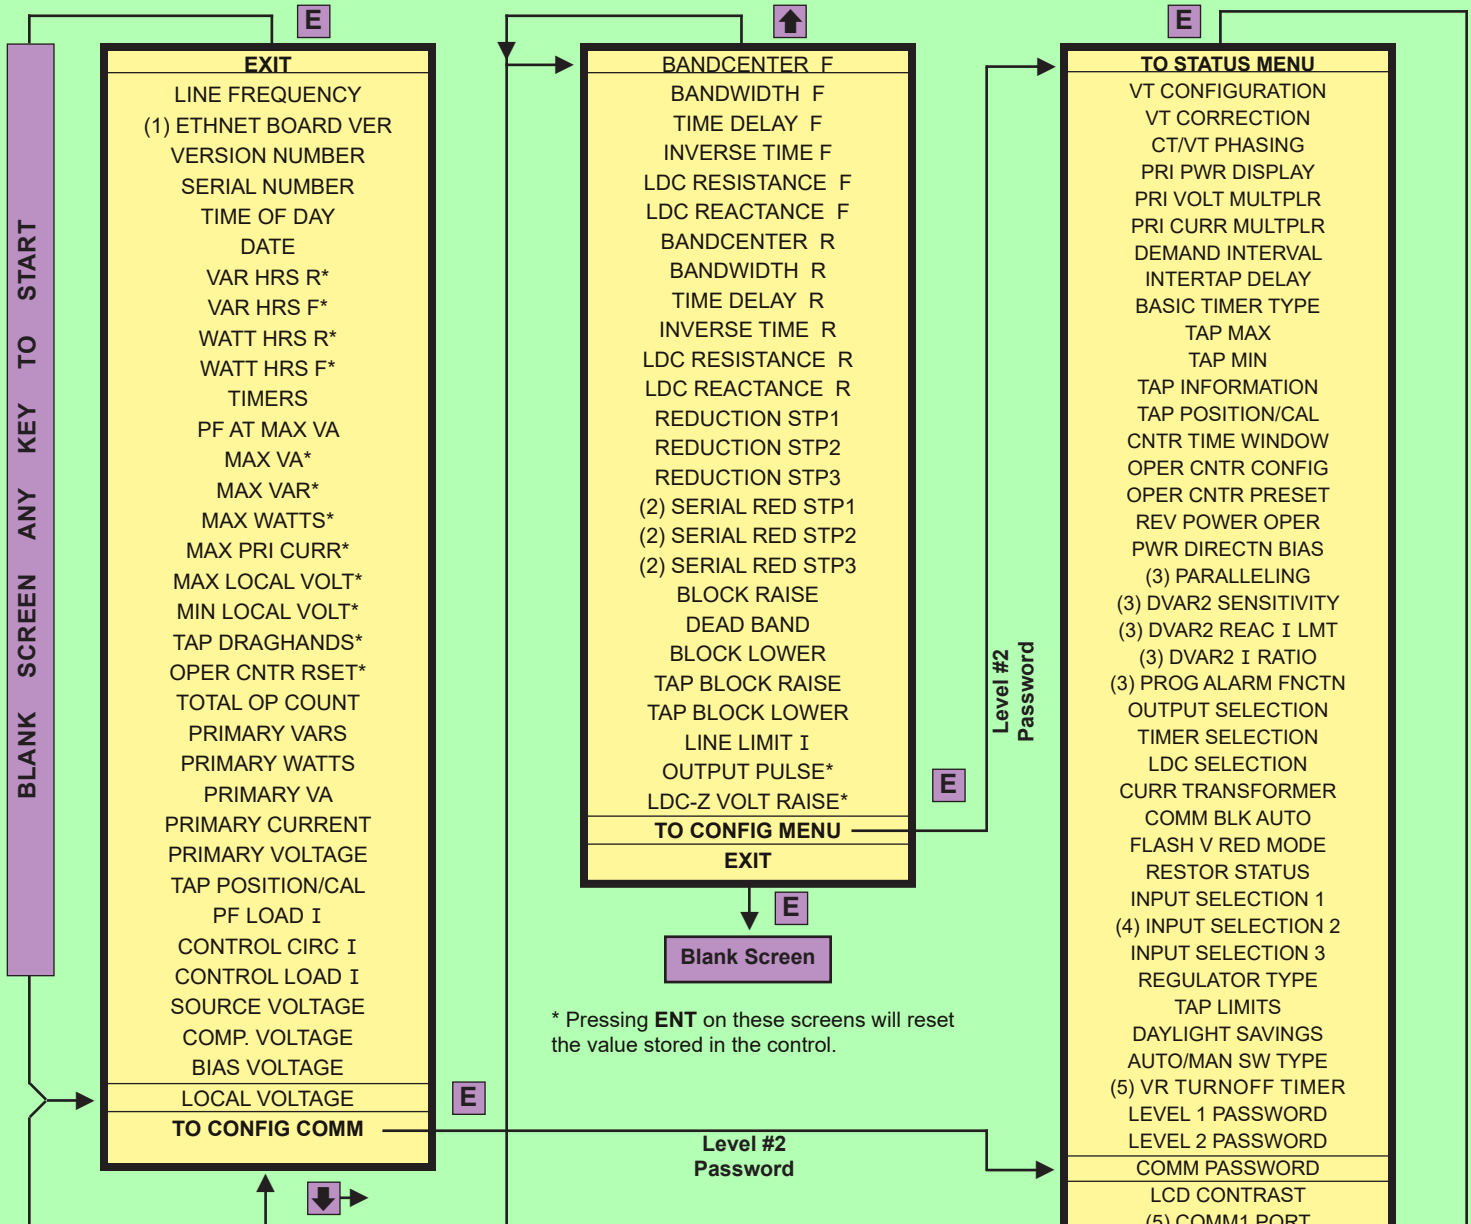 BLANK SCREEN ANY KEY TO START
E
EXIT
LINE FREQUENCY
(1) ETHNET BOARD VER
VERSION NUMBER
SERIAL NUMBER
TIME OF DAY
DATE
VAR HRS R*
VAR HRS F*
WATT HRS R*
WATT HRS F*
TIMERS
PF AT MAX VA
MAX VA*
MAX VAR*
MAX WATTS*
MAX PRI CURR*
MAX LOCAL VOLT*
MIN LOCAL VOLT*
TAP DRAGHANDS*
OPER CNTR RSET*
TOTAL OP COUNT
PRIMARY VARS
PRIMARY WATTS
PRIMARY VA
PRIMARY CURRENT
PRIMARY VOLTAGE
TAP POSITION/CAL
PF LOAD I
CONTROL CIRC I
CONTROL LOAD I
SOURCE VOLTAGE
COMP. VOLTAGE
BIAS VOLTAGE
LOCAL VOLTAGE
TO CONFIG COMM
E
Level #2
Password
BANDCENTER F
BANDWIDTH F
TIME DELAY F
INVERSE TIME F
LDC RESISTANCE F
LDC REACTANCE F
BANDCENTER R
BANDWIDTH R
TIME DELAY R
INVERSE TIME R
LDC RESISTANCE R
LDC REACTANCE R
REDUCTION STP1
REDUCTION STP2
REDUCTION STP3
(2) SERIAL RED STP1
(2) SERIAL RED STP2
(2) SERIAL RED STP3
BLOCK RAISE
DEAD BAND
BLOCK LOWER
TAP BLOCK RAISE
TAP BLOCK LOWER
LINE LIMIT I
OUTPUT PULSE*
LDC-Z VOLT RAISE*
TO CONFIG MENU
EXIT
E
E
Blank Screen
* Pressing ENT on these screens will reset
the value stored in the control.
Level #2
Password
E
TO STATUS MENU
VT CONFIGURATION
VT CORRECTION
CT/VT PHASING
PRI PWR DISPLAY
PRI VOLT MULTPLR
PRI CURR MULTPLR
DEMAND INTERVAL
INTERTAP DELAY
BASIC TIMER TYPE
TAP MAX
TAP MIN
TAP INFORMATION
TAP POSITION/CAL
CNTR TIME WINDOW
OPER CNTR CONFIG
OPER CNTR PRESET
REV POWER OPER
PWR DIRECTN BIAS
(3) PARALLELING
(3) DVAR2 SENSITIVITY
(3) DVAR2 REAC I LMT
(3) DVAR2 I RATIO
(3) PROG ALARM FNCTN
OUTPUT SELECTION
TIMER SELECTION
LDC SELECTION
CURR TRANSFORMER
COMM BLK AUTO
FLASH V RED MODE
RESTOR STATUS
INPUT SELECTION 1
(4) INPUT SELECTION 2
INPUT SELECTION 3
REGULATOR TYPE
TAP LIMITS
DAYLIGHT SAVINGS
AUTO/MAN SW TYPE
(5) VR TURNOFF TIMER
LEVEL 1 PASSWORD
LEVEL 2 PASSWORD
COMM PASSWORD
LCD CONTRAST
(5) COMM1 PORT